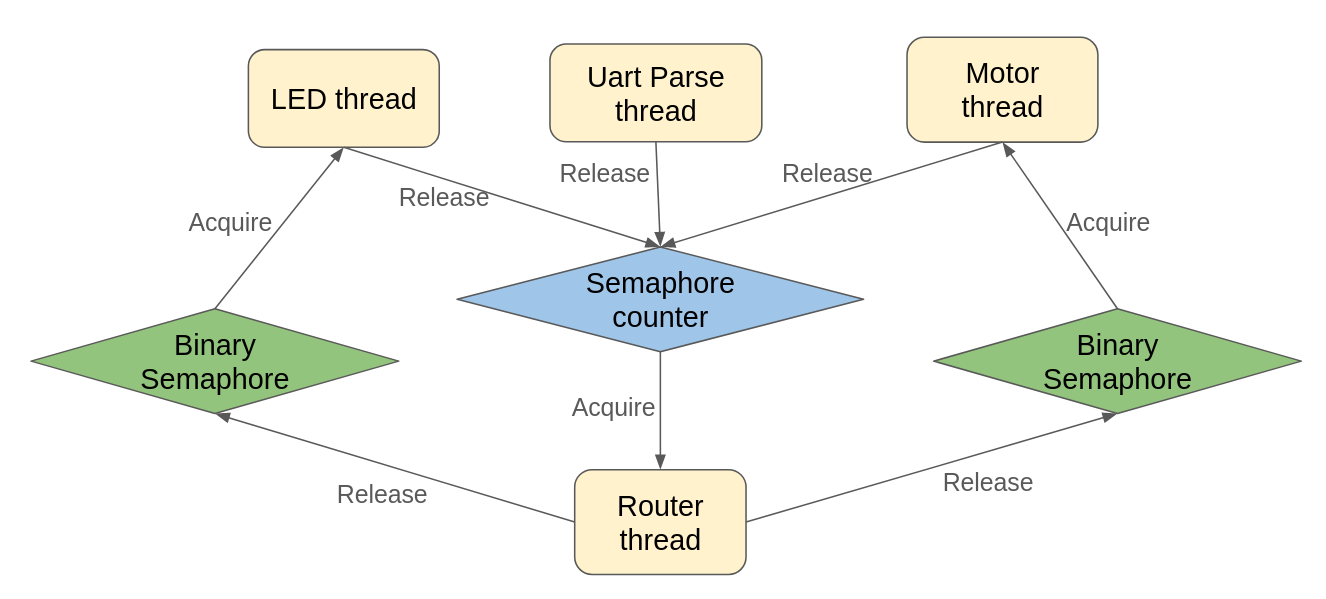 LED thread
Uart Parse
thread
Motor
thread
Release
Release
Release
Acquire
Acquire
Semaphore
counter
Binary
Semaphore
Binary
Semaphore
Acquire
Release
Release
Router
thread